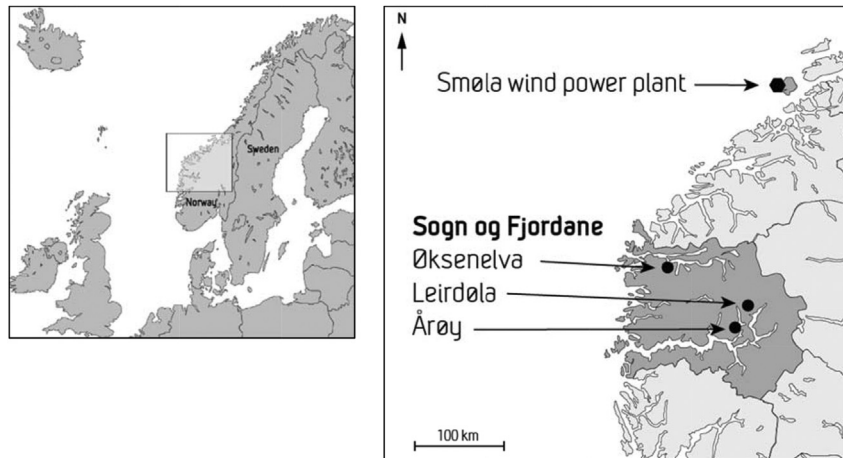 Sweden
Norway
N
Smøla wind power plant
Sogn og Fjordane
Øksenelva
Leirdøla
Årøy
100 km